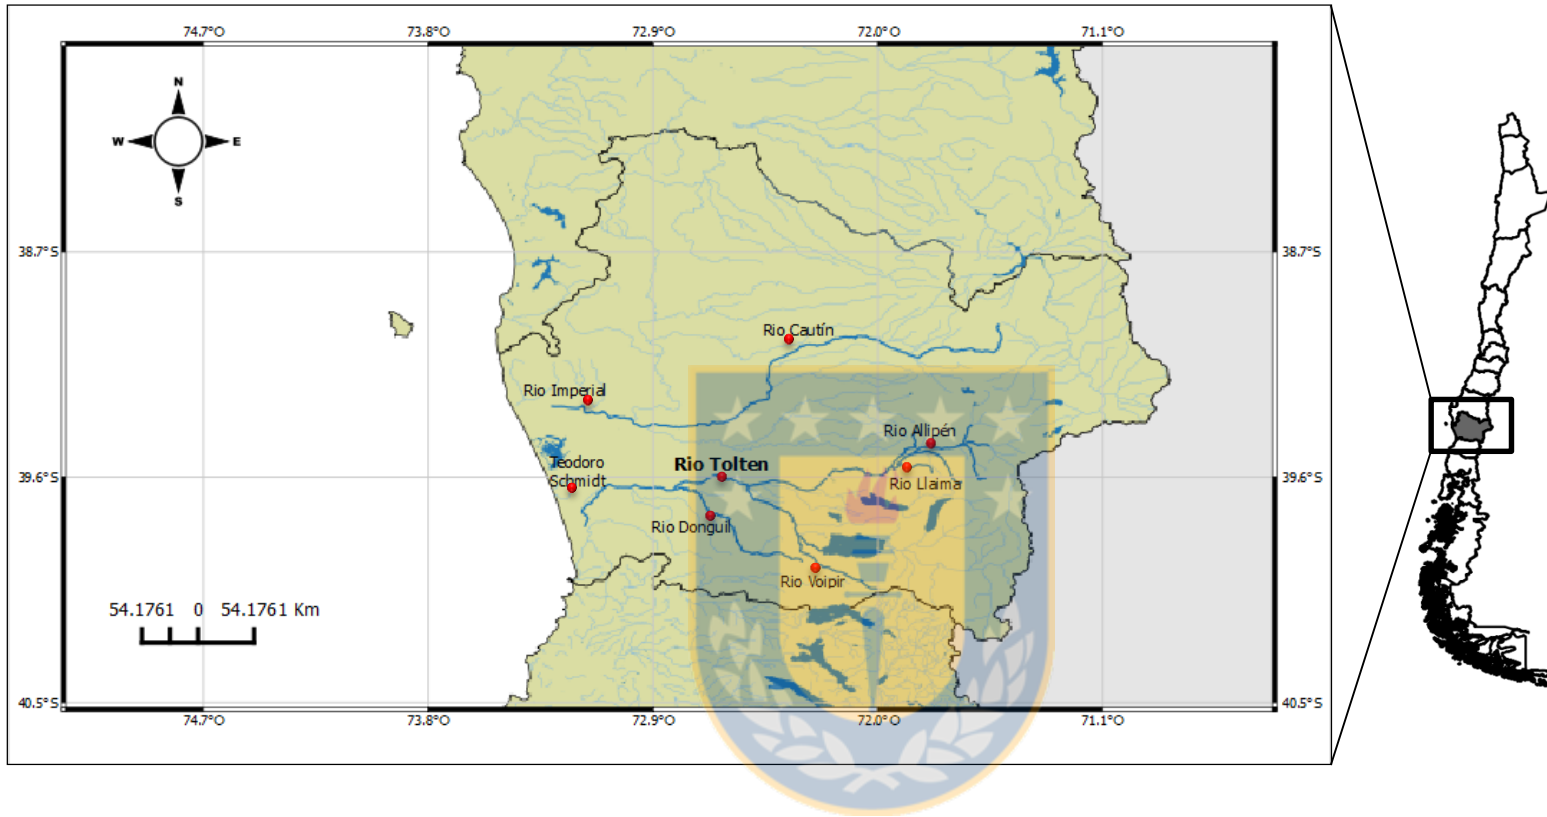 74.7°O 73.8°O 72.9°O 72.0°O 71.1°O
N
W E
S
38.7°S 38.7°S
Rio Cautín
Rio Imperial
Rio Allipén
Teodoro
Schmidt
Rio Tolten
39.6°S 39.6°S
Rio Llaima
Rio Donguil
Rio Voipir
54.1761 0 54.1761 Km
40.5°S 40.5°S
74.7°O 73.8°O 72.9°O 72.0°O 71.1°O